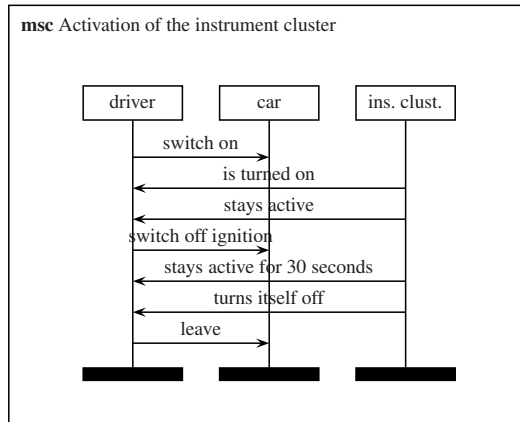 msc Activation of the instrument cluster
driver car ins. clust.
switch on
is turned on
stays active
switch off ignition
stays active for 30 seconds
turns itself off
leave